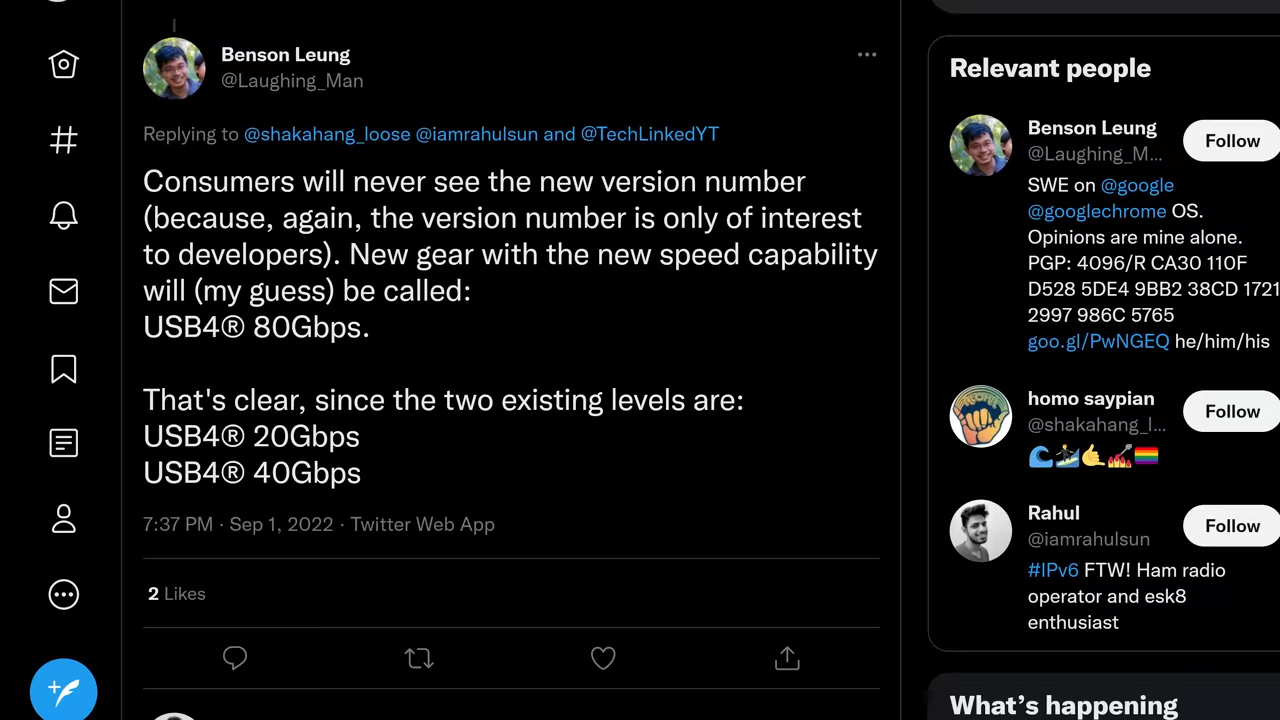 Benson Leung
@Laughing_Man
Replying to @shakahang_loose @iamrahulsun and @TechLinkedYT
Consumers will never see the new version number
(because, again, the version number is only of interest
to developers). New gear with the new speed capability
will (my guess) be called:
USB4® 80Gbps.
That's clear, since the two existing levels are:
USB4® 20Gbps
USB4® 40Gbps
7:37 PM · Sep 1, 2022 · Twitter Web App
2 Likes
Relevant people
Benson Leung
@Laughing_M...
Follow
SWE on @google
@googlechrome OS.
Opinions are mine alone.
PGP: 4096/R CA30 110F
D528 5DE4 9BB2 38CD 1721
2997 986C 5765
goo.gl/PwNGEQ he/him/his
homo saypian
@shakahang_l...
Follow
🌊🏄🤙💅🏳️‍🌈
Rahul
@iamrahulsun
Follow
#IPv6 FTW! Ham radio
operator and esk8
enthusiast
What's happening